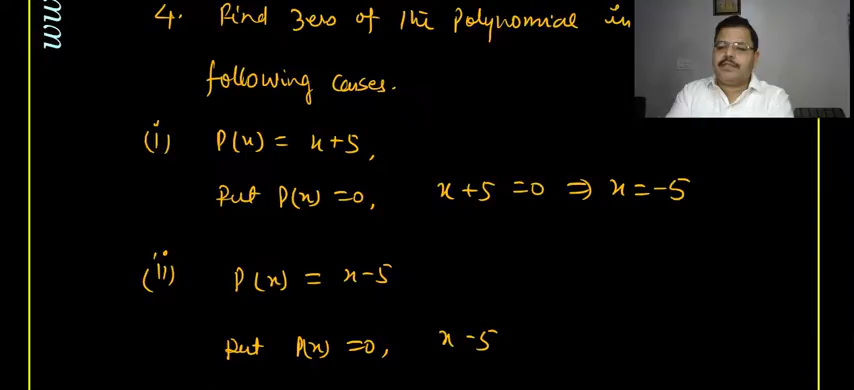 4. Find Zero of the Polynomial in
following causes.
(i) P(x) = x+5,
Put P(x) =0, x+5 =0 ⇒ x=-5
(ii) P(x) = x-5
Put P(x) =0, x-5